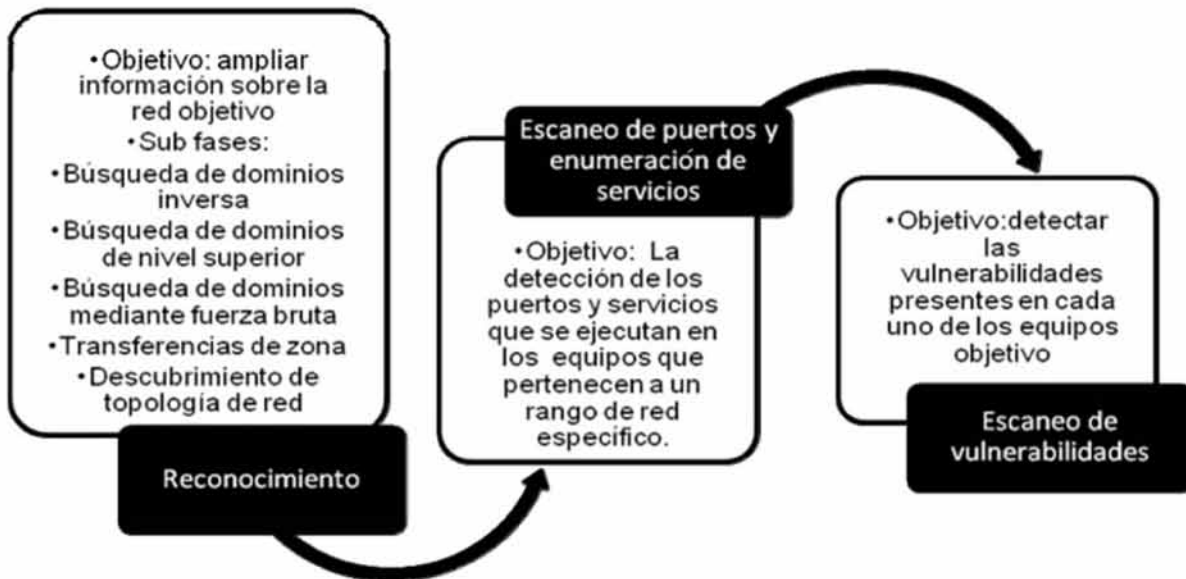 •Objetivo: ampliar
información sobre la
red objetivo
•Sub fases:
•Búsqueda de dominios
inversa
•Búsqueda de dominios
de nivel superior
•Búsqueda de dominios
mediante fuerza bruta
•Transferencias de zona
•Descubrimiento de
topología de red
Reconocimiento
Escaneo de puertos y
enumeración de
servicios
•Objetivo: La
detección de los
puertos y servicios
que se ejecutan en
los equipos que
pertenecen a un
rango de red
específico.
•Objetivo:detectar
las
vulnerabilidades
presentes en cada
uno de los equipos
objetivo
Escaneo de
vulnerabilidades